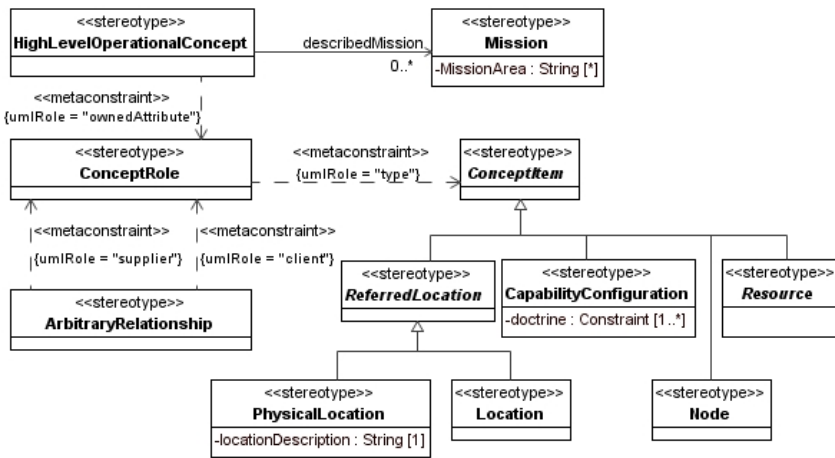 <<stereotype>>
HighLevelOperationalConcept
describedMission
0..*
<<stereotype>>
Mission
-MissionArea : String [*]
<<metaconstraint>>
{umlRole = "ownedAttribute"}
<<stereotype>>
ConceptRole
<<metaconstraint>>
{umlRole = "type"}
<<stereotype>>
ConceptItem
<<metaconstraint>>
{umlRole = "supplier"}
<<metaconstraint>>
{umlRole = "client"}
<<stereotype>>
ArbitraryRelationship
<<stereotype>>
ReferredLocation
<<stereotype>>
CapabilityConfiguration
-doctrine : Constraint [1..*]
<<stereotype>>
Resource
<<stereotype>>
PhysicalLocation
-locationDescription : String [1]
<<stereotype>>
Location
<<stereotype>>
Node